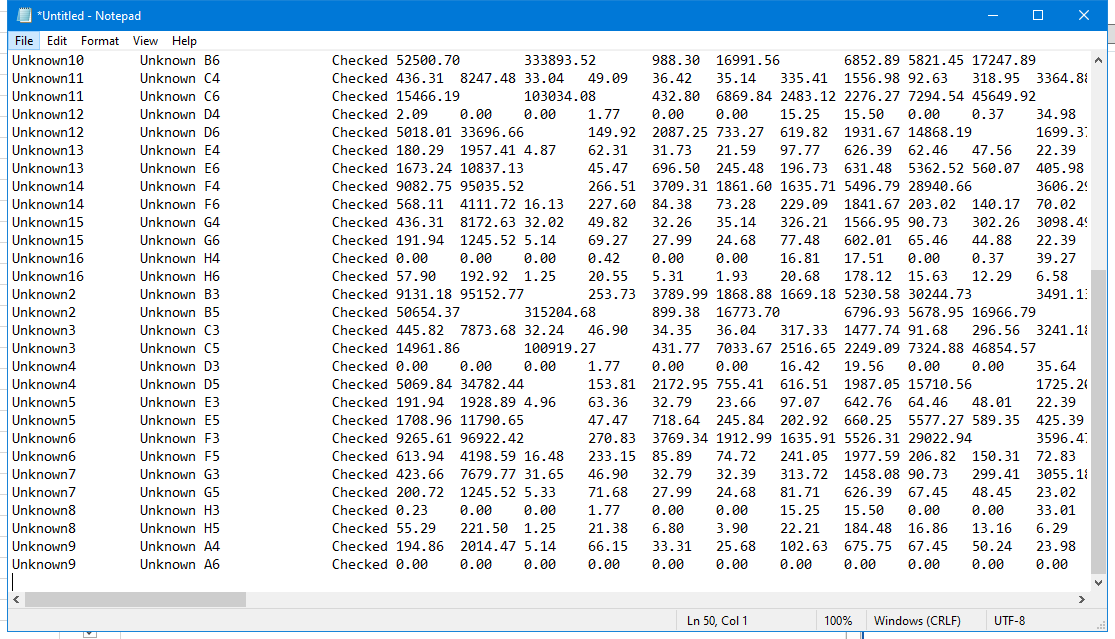 *Untitled - Notepad
File Edit Format View Help
Unknown10 Unknown B6 Checked 52500.70 333893.52 988.30 16991.56 6852.89 5821.45 17247.89
Unknown11 Unknown C4 Checked 436.31 8247.48 33.04 49.09 36.42 35.14 335.41 1556.98 92.63 318.95 3364.88
Unknown11 Unknown C6 Checked 15466.19 103034.08 432.80 6869.84 2483.12 2276.27 7294.54 45649.92
Unknown12 Unknown D4 Checked 2.09 0.00 0.00 1.77 0.00 0.00 15.25 15.50 0.00 0.37 34.98
Unknown12 Unknown D6 Checked 5018.01 33696.66 149.92 2087.25 733.27 619.82 1931.67 14868.19 1699.37
Unknown13 Unknown E4 Checked 180.29 1957.41 4.87 62.31 31.73 21.59 97.77 626.39 62.46 47.56 22.39
Unknown13 Unknown E6 Checked 1673.24 10837.13 45.47 696.50 245.48 196.73 631.48 5362.52 560.07 405.98
Unknown14 Unknown F4 Checked 9082.75 95035.52 266.51 3709.31 1861.60 1635.71 5496.79 28940.66 3606.29
Unknown14 Unknown F6 Checked 568.11 4111.72 16.13 227.60 84.38 73.28 229.09 1841.67 203.02 140.17 70.02
Unknown15 Unknown G4 Checked 436.31 8172.63 32.02 49.82 32.26 35.14 326.21 1566.95 90.73 302.26 3098.49
Unknown15 Unknown G6 Checked 191.94 1245.52 5.14 69.27 27.99 24.68 77.48 602.01 65.46 44.88 22.39
Unknown16 Unknown H4 Checked 0.00 0.00 0.00 0.42 0.00 0.00 16.81 17.51 0.00 0.37 39.27
Unknown16 Unknown H6 Checked 57.90 192.92 1.25 20.55 5.31 1.93 20.68 178.12 15.63 12.29 6.58
Unknown2 Unknown B3 Checked 9131.18 95152.77 253.73 3789.99 1868.88 1669.18 5230.58 30244.73 3491.13
Unknown2 Unknown B5 Checked 50654.37 315204.68 899.38 16773.70 6796.93 5678.95 16966.79
Unknown3 Unknown C3 Checked 445.82 7873.68 32.24 46.90 34.35 36.04 317.33 1477.74 91.68 296.56 3241.18
Unknown3 Unknown C5 Checked 14961.86 100919.27 431.77 7033.67 2516.65 2249.09 7324.88 46854.57
Unknown4 Unknown D3 Checked 0.00 0.00 0.00 1.77 0.00 0.00 16.42 19.56 0.00 0.00 35.64
Unknown4 Unknown D5 Checked 5069.84 34782.44 153.81 2172.95 755.41 616.51 1987.05 15710.56 1725.20
Unknown5 Unknown E3 Checked 191.94 1928.89 4.96 63.36 32.79 23.66 97.07 642.76 64.46 48.01 22.39
Unknown5 Unknown E5 Checked 1708.96 11790.65 47.47 718.64 245.84 202.92 660.25 5577.27 589.35 425.39
Unknown6 Unknown F3 Checked 9265.61 96922.42 270.83 3769.34 1912.99 1635.91 5526.31 29022.94 3596.47
Unknown6 Unknown F5 Checked 613.94 4198.59 16.48 233.15 85.89 74.72 241.05 1977.59 206.82 150.31 72.83
Unknown7 Unknown G3 Checked 423.66 7679.77 31.65 46.90 32.79 32.39 313.72 1458.08 90.73 299.41 3055.18
Unknown7 Unknown G5 Checked 200.72 1245.52 5.33 71.68 27.99 24.68 81.71 626.39 67.45 48.45 23.02
Unknown8 Unknown H3 Checked 0.23 0.00 0.00 1.77 0.00 0.00 15.25 15.50 0.00 0.00 33.01
Unknown8 Unknown H5 Checked 55.29 221.50 1.25 21.38 6.80 3.90 22.21 184.48 16.86 13.16 6.29
Unknown9 Unknown A4 Checked 194.86 2014.47 5.14 66.15 33.31 25.68 102.63 675.75 67.45 50.24 23.98
Unknown9 Unknown A6 Checked 0.00 0.00 0.00 0.00 0.00 0.00 0.00 0.00 0.00 0.00 0.00
Ln 50, Col 1 100% Windows (CRLF) UTF-8